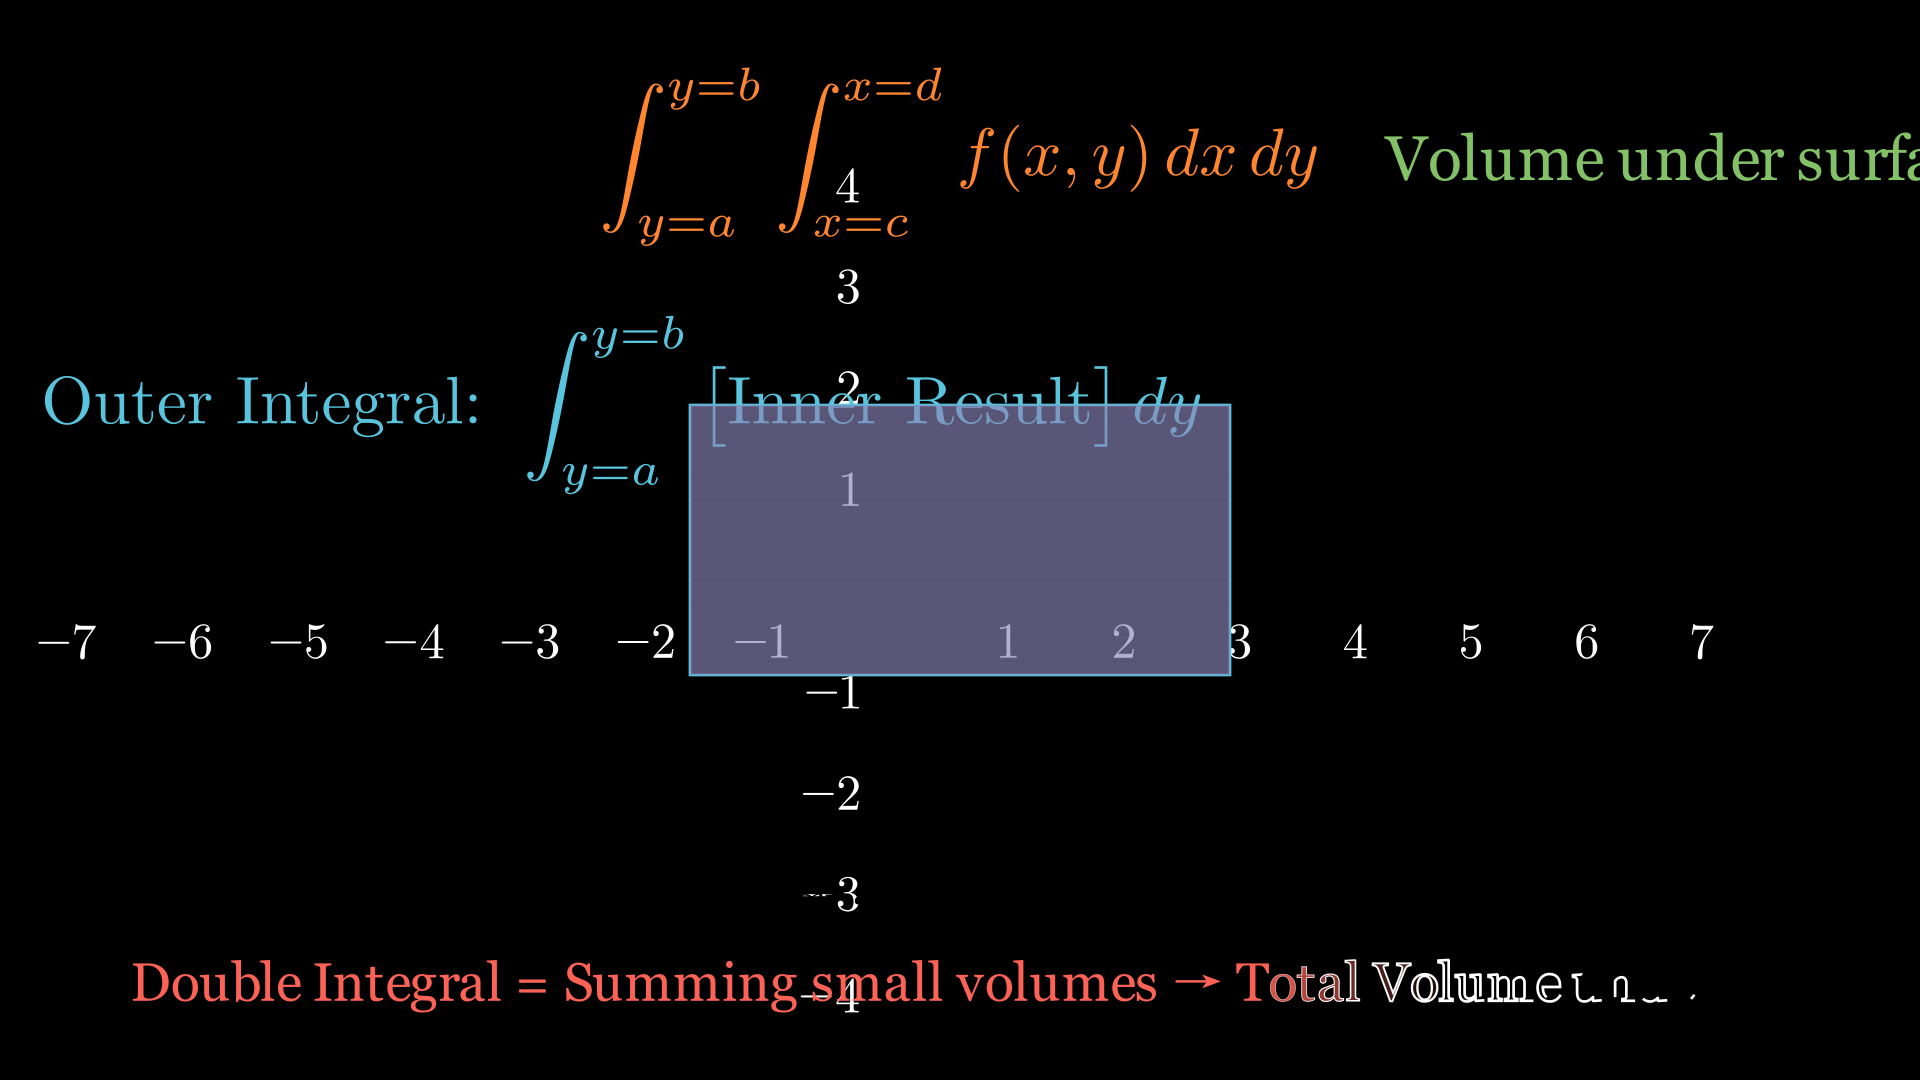 ∫_{y=a}^{y=b} ∫_{x=c}^{x=d} f(x, y) dx dy Volume under surfa
4
3
Outer Integral: ∫_{y=a}^{y=b} [Inner Result] dy
2
1
−7 −6 −5 −4 −3 −2 −1 1 2 3 4 5 6 7
−1
−2
−3
Double Integral = Summing small volumes → Total Volume
−4